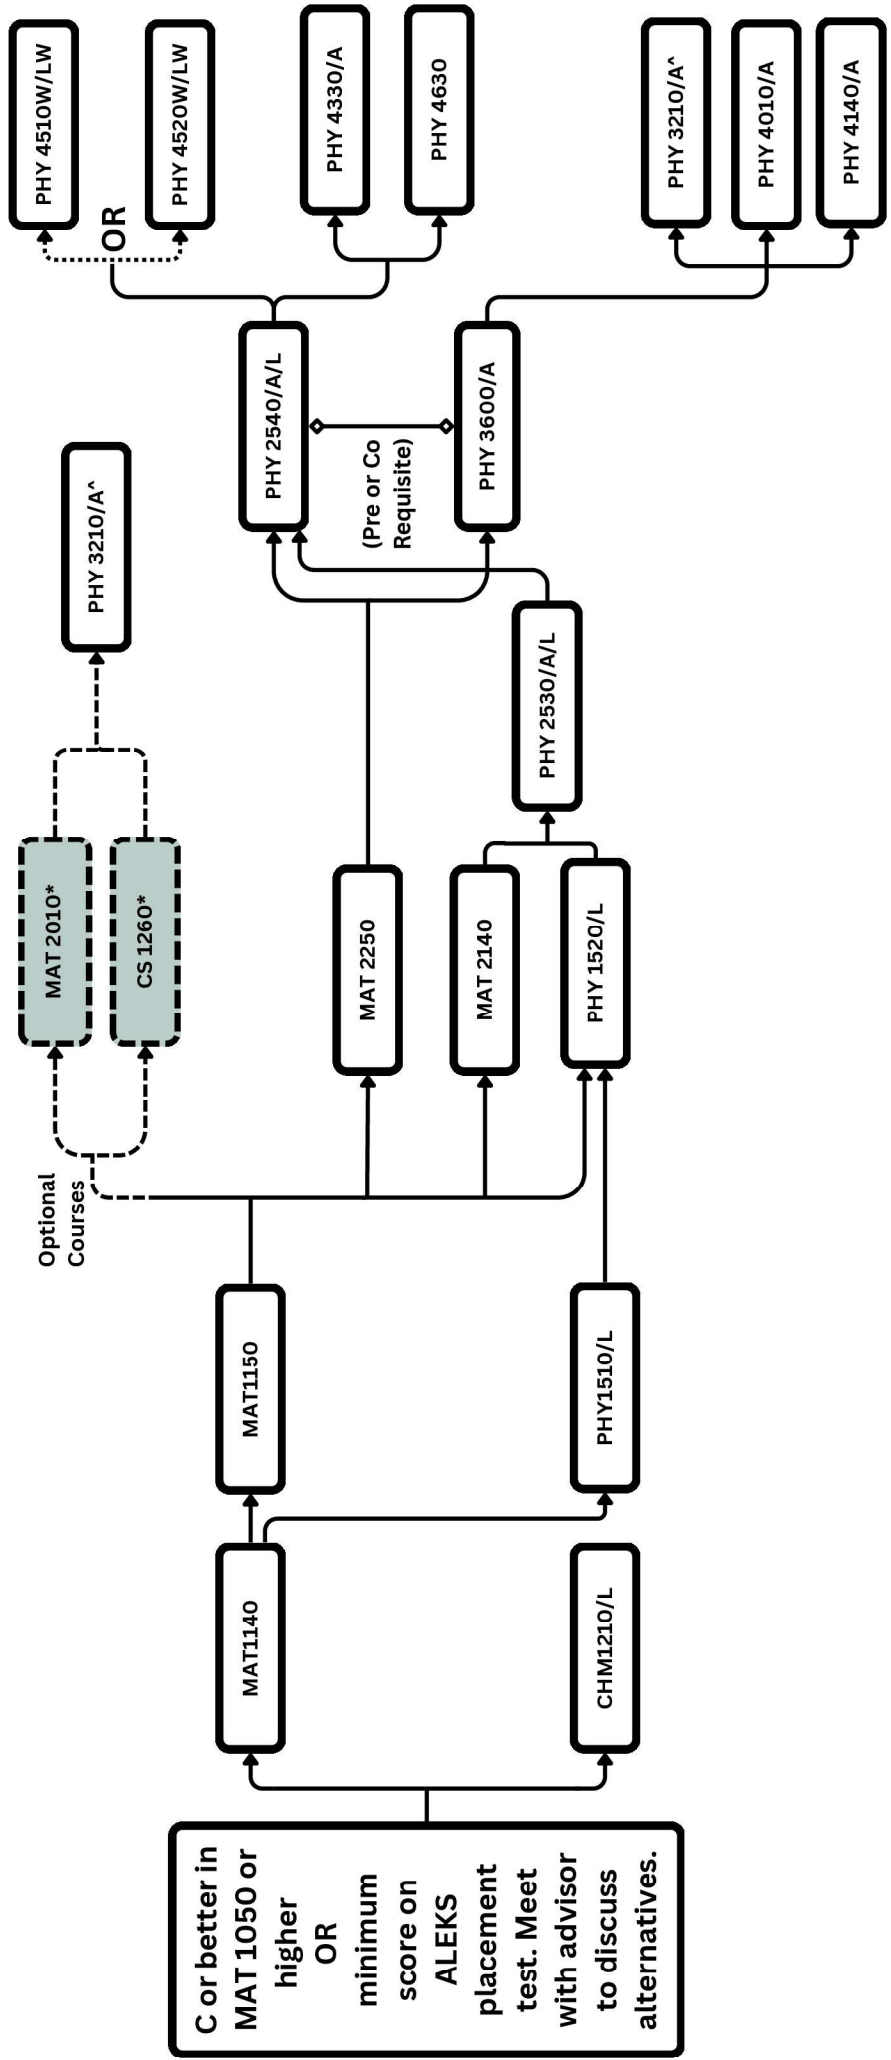 C or better in
MAT 1050 or
higher
OR
minimum
score on
ALEKS
placement
test. Meet
with advisor
to discuss
alternatives.
MAT1140
CHM1210/L
MAT1150
PHY1510/L
Optional
Courses
MAT 2010*
CS 1260*
MAT 2250
MAT 2140
PHY 1520/L
PHY 3210/A^
PHY 2530/A/L
PHY 2540/A/L
(Pre or Co
Requisite)
PHY 3600/A
PHY 4510W/LW
OR
PHY 4520W/LW
PHY 4330/A
PHY 4630
PHY 3210/A^
PHY 4010/A
PHY 4140/A